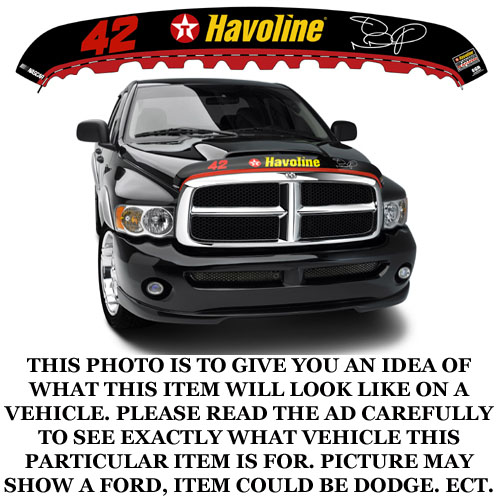 42 Havoline
NASCAR
42 Havoline
THIS PHOTO IS TO GIVE YOU AN IDEA OF
WHAT THIS ITEM WILL LOOK LIKE ON A
VEHICLE. PLEASE READ THE AD CAREFULLY
TO SEE EXACTLY WHAT VEHICLE THIS
PARTICULAR ITEM IS FOR. PICTURE MAY
SHOW A FORD, ITEM COULD BE DODGE. ECT.